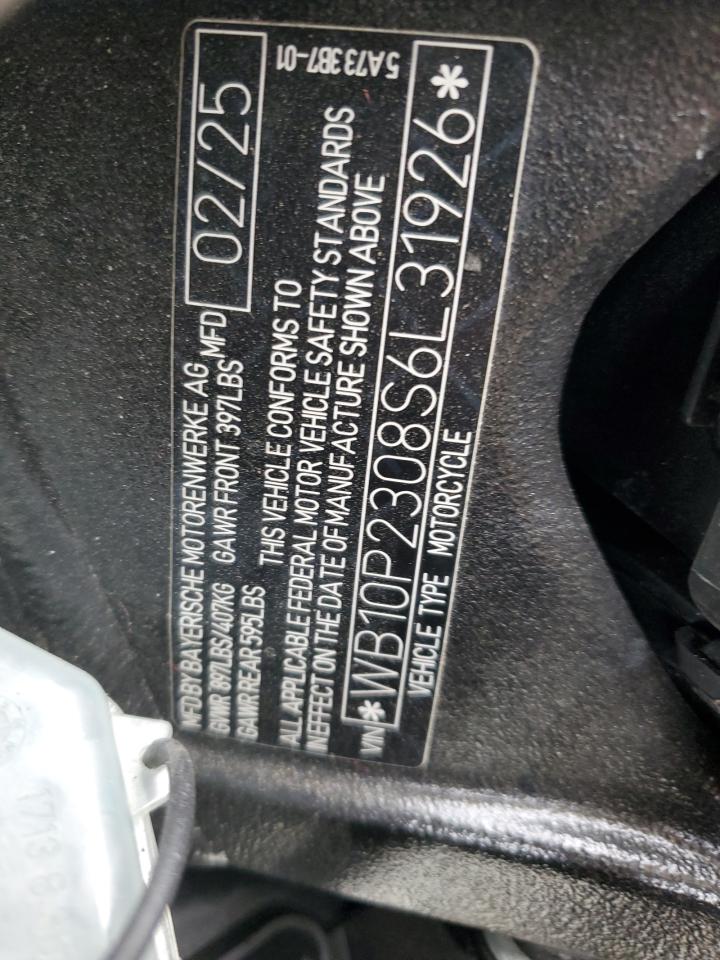 MFD BY BAYERISCHE MOTORENWERKE AG MFD 02/25
GVWR 897LBS/407KG GAWR FRONT 397LBS
GAWR REAR 595LBS
5A733B7-01
THIS VEHICLE CONFORMS TO
ALL APPLICABLE FEDERAL MOTOR VEHICLE SAFETY STANDARDS
IN EFFECT ON THE DATE OF MANUFACTURE SHOWN ABOVE
VIN *WB10P2308S6L31926*
VEHICLE TYPE MOTORCYCLE